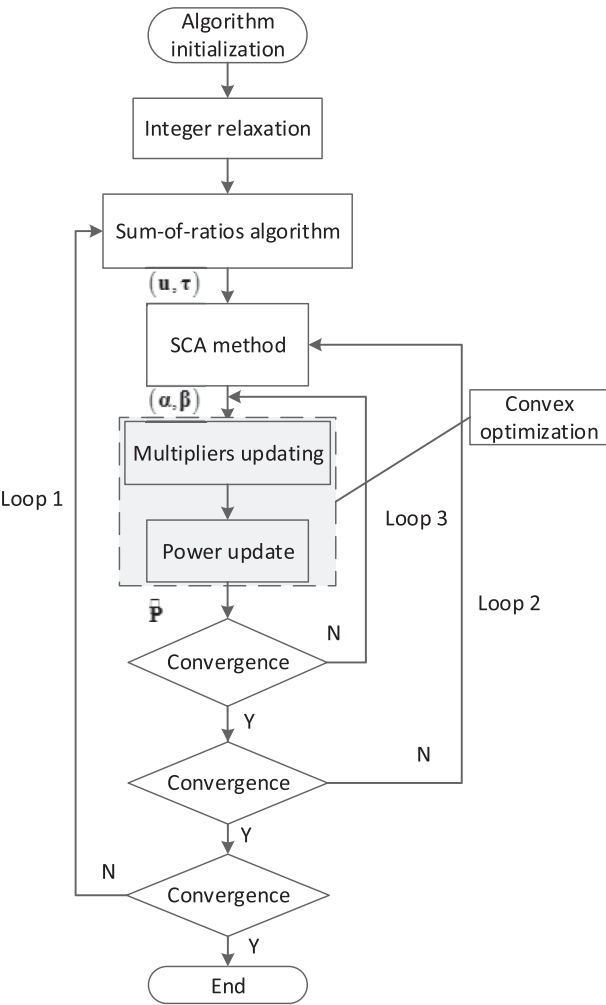 Algorithm
initialization
Integer relaxation
Sum-of-ratios algorithm
(u, τ)
SCA method
(α, β)
Convex
optimization
Multipliers updating
Loop 1
Loop 3
Power update
Loop 2
P̄
N
Convergence
Y
N
Convergence
Y
N
Convergence
Y
End